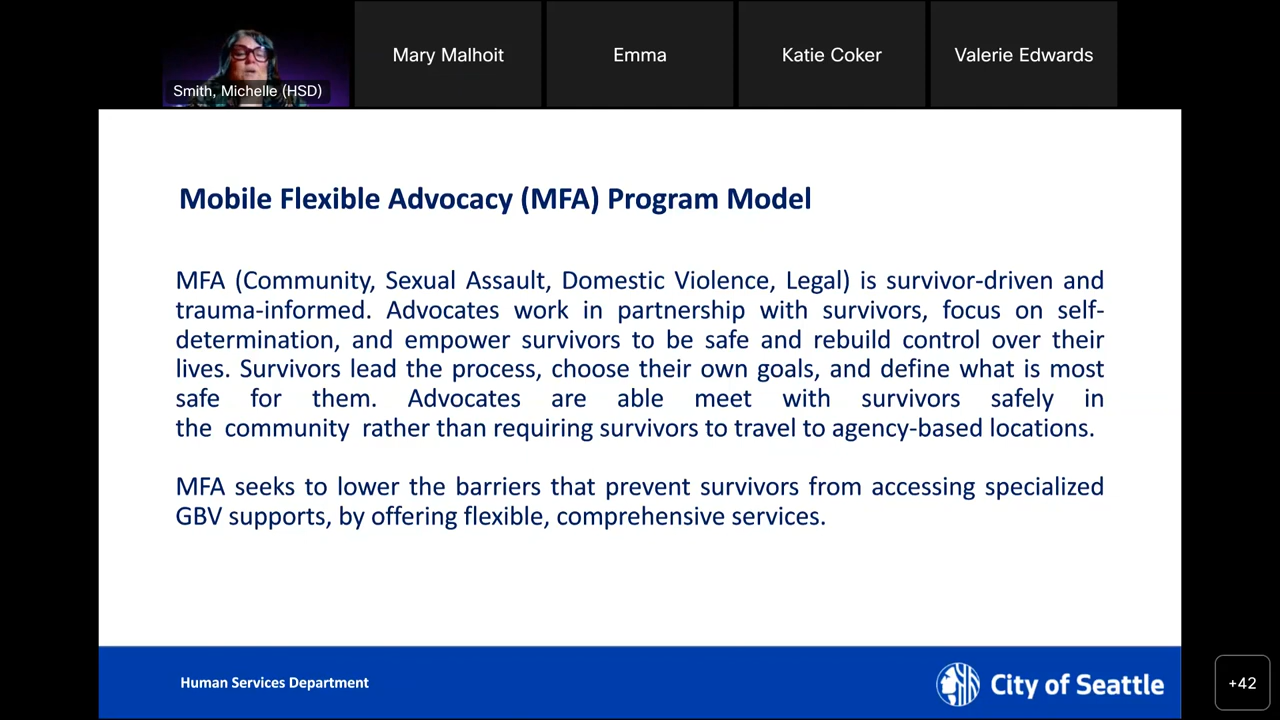 Smith, Michelle (HSD)
Mary Malhoit
Emma
Katie Coker
Valerie Edwards
Mobile Flexible Advocacy (MFA) Program Model
MFA (Community, Sexual Assault, Domestic Violence, Legal) is survivor-driven and
trauma-informed. Advocates work in partnership with survivors, focus on self-
determination, and empower survivors to be safe and rebuild control over their
lives. Survivors lead the process, choose their own goals, and define what is most
safe for them. Advocates are able meet with survivors safely in
the community rather than requiring survivors to travel to agency-based locations.
MFA seeks to lower the barriers that prevent survivors from accessing specialized
GBV supports, by offering flexible, comprehensive services.
Human Services Department
City of Seattle
+42